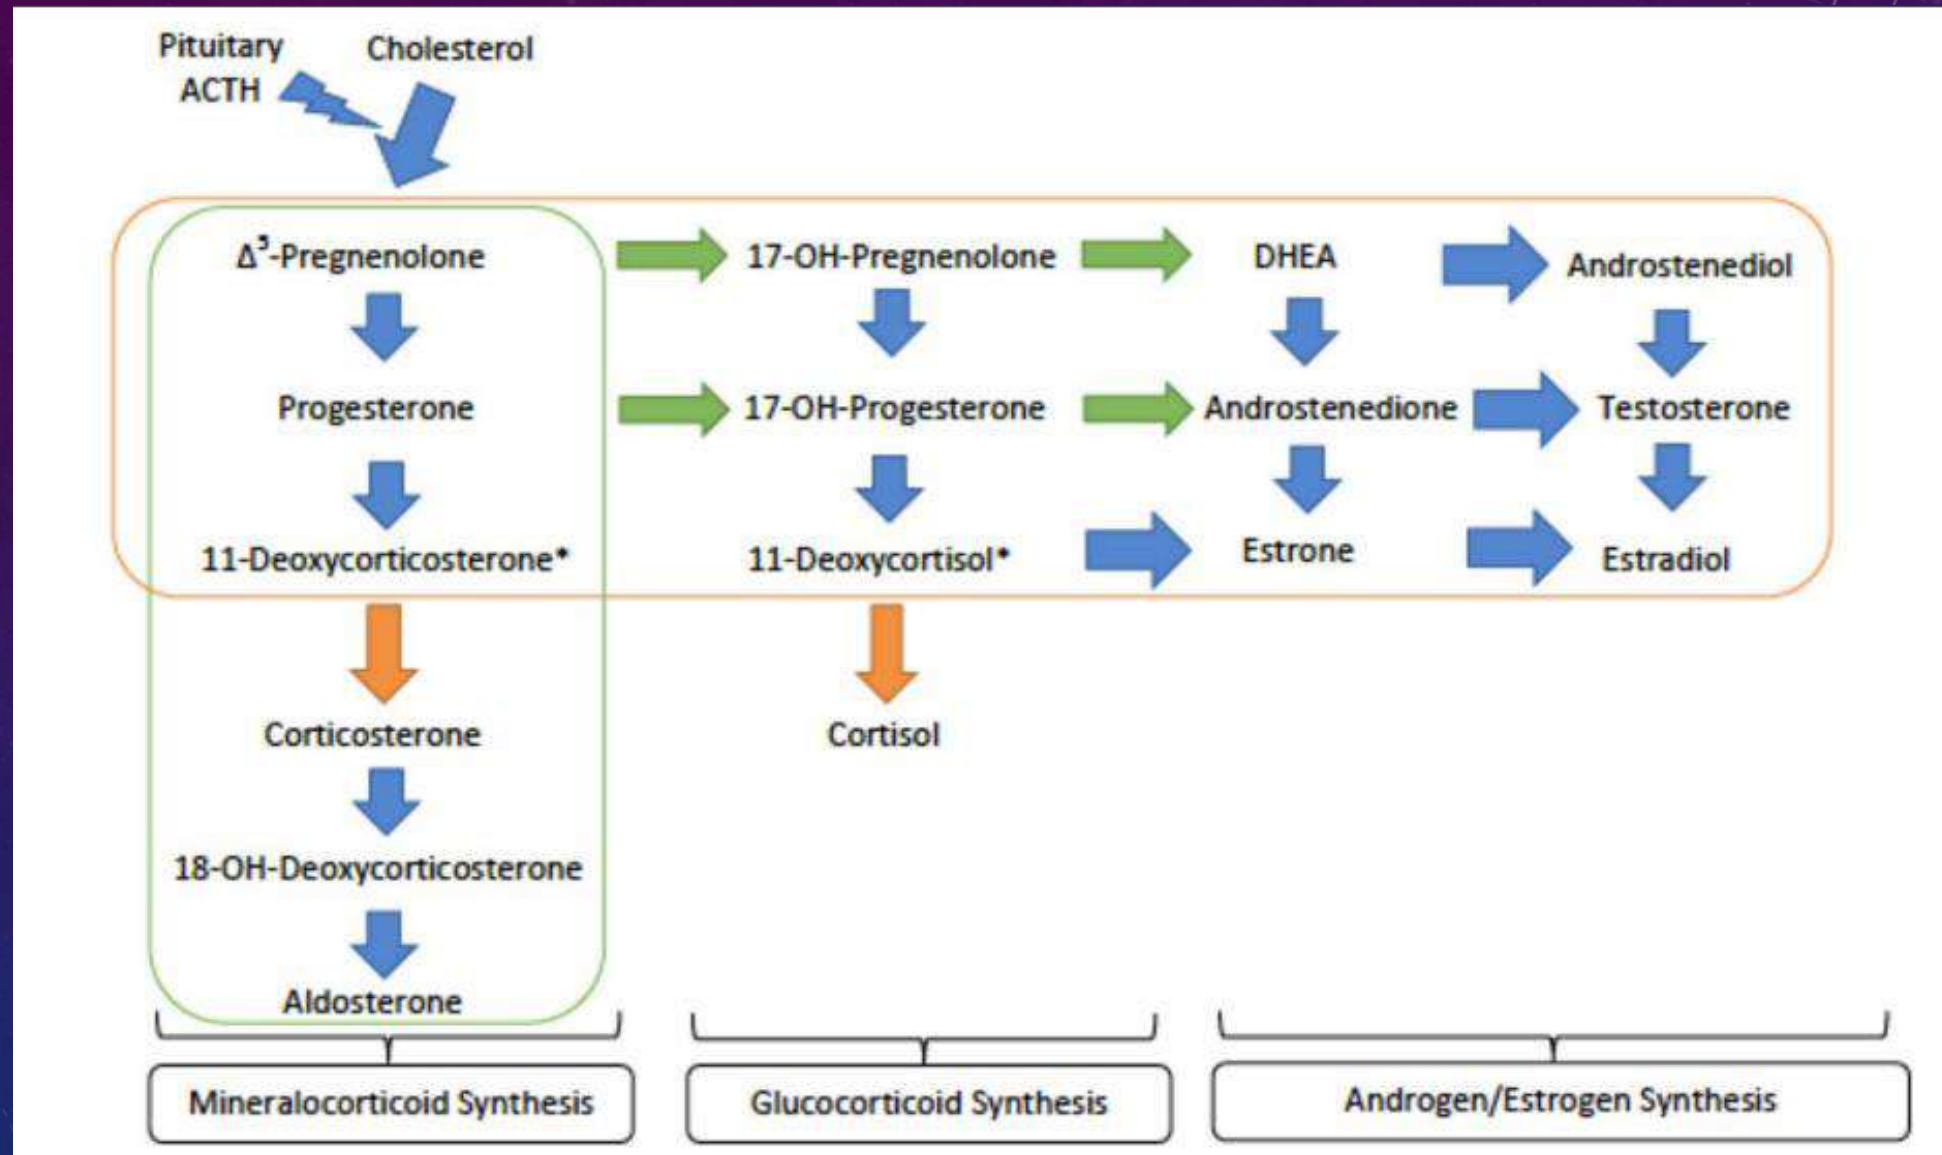 Pituitary
ACTH
Cholesterol
Δ⁵-Pregnenolone
17-OH-Pregnenolone
DHEA
Androstenediol
Progesterone
17-OH-Progesterone
Androstenedione
Testosterone
11-Deoxycorticosterone*
11-Deoxycortisol*
Estrone
Estradiol
Corticosterone
Cortisol
18-OH-Deoxycorticosterone
Aldosterone
Mineralocorticoid Synthesis
Glucocorticoid Synthesis
Androgen/Estrogen Synthesis